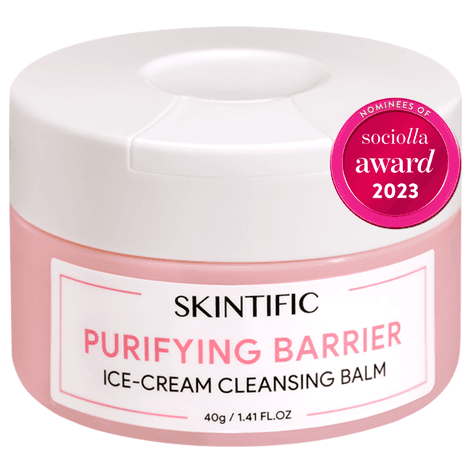 NOMINEES OF
sociolla
award
2023
SKINTIFIC
PURIFYING BARRIER
ICE-CREAM CLEANSING BALM
40g / 1.41 FL.OZ